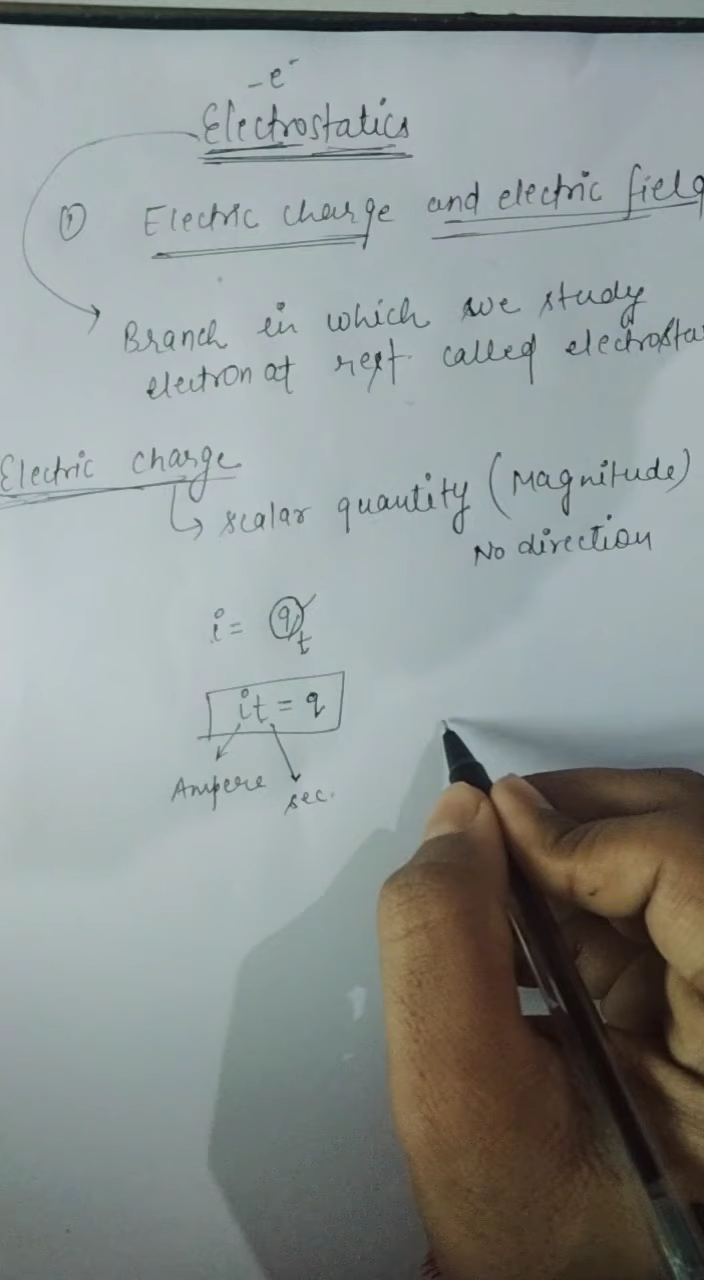 -e⁻
Electrostatics
① Electric charge and electric field
Branch in which we study
electron at rest called electrosta
Electric charge
↳ scalar quantity (Magnitude)
No direction
i = q/t
it = q
Ampere sec.